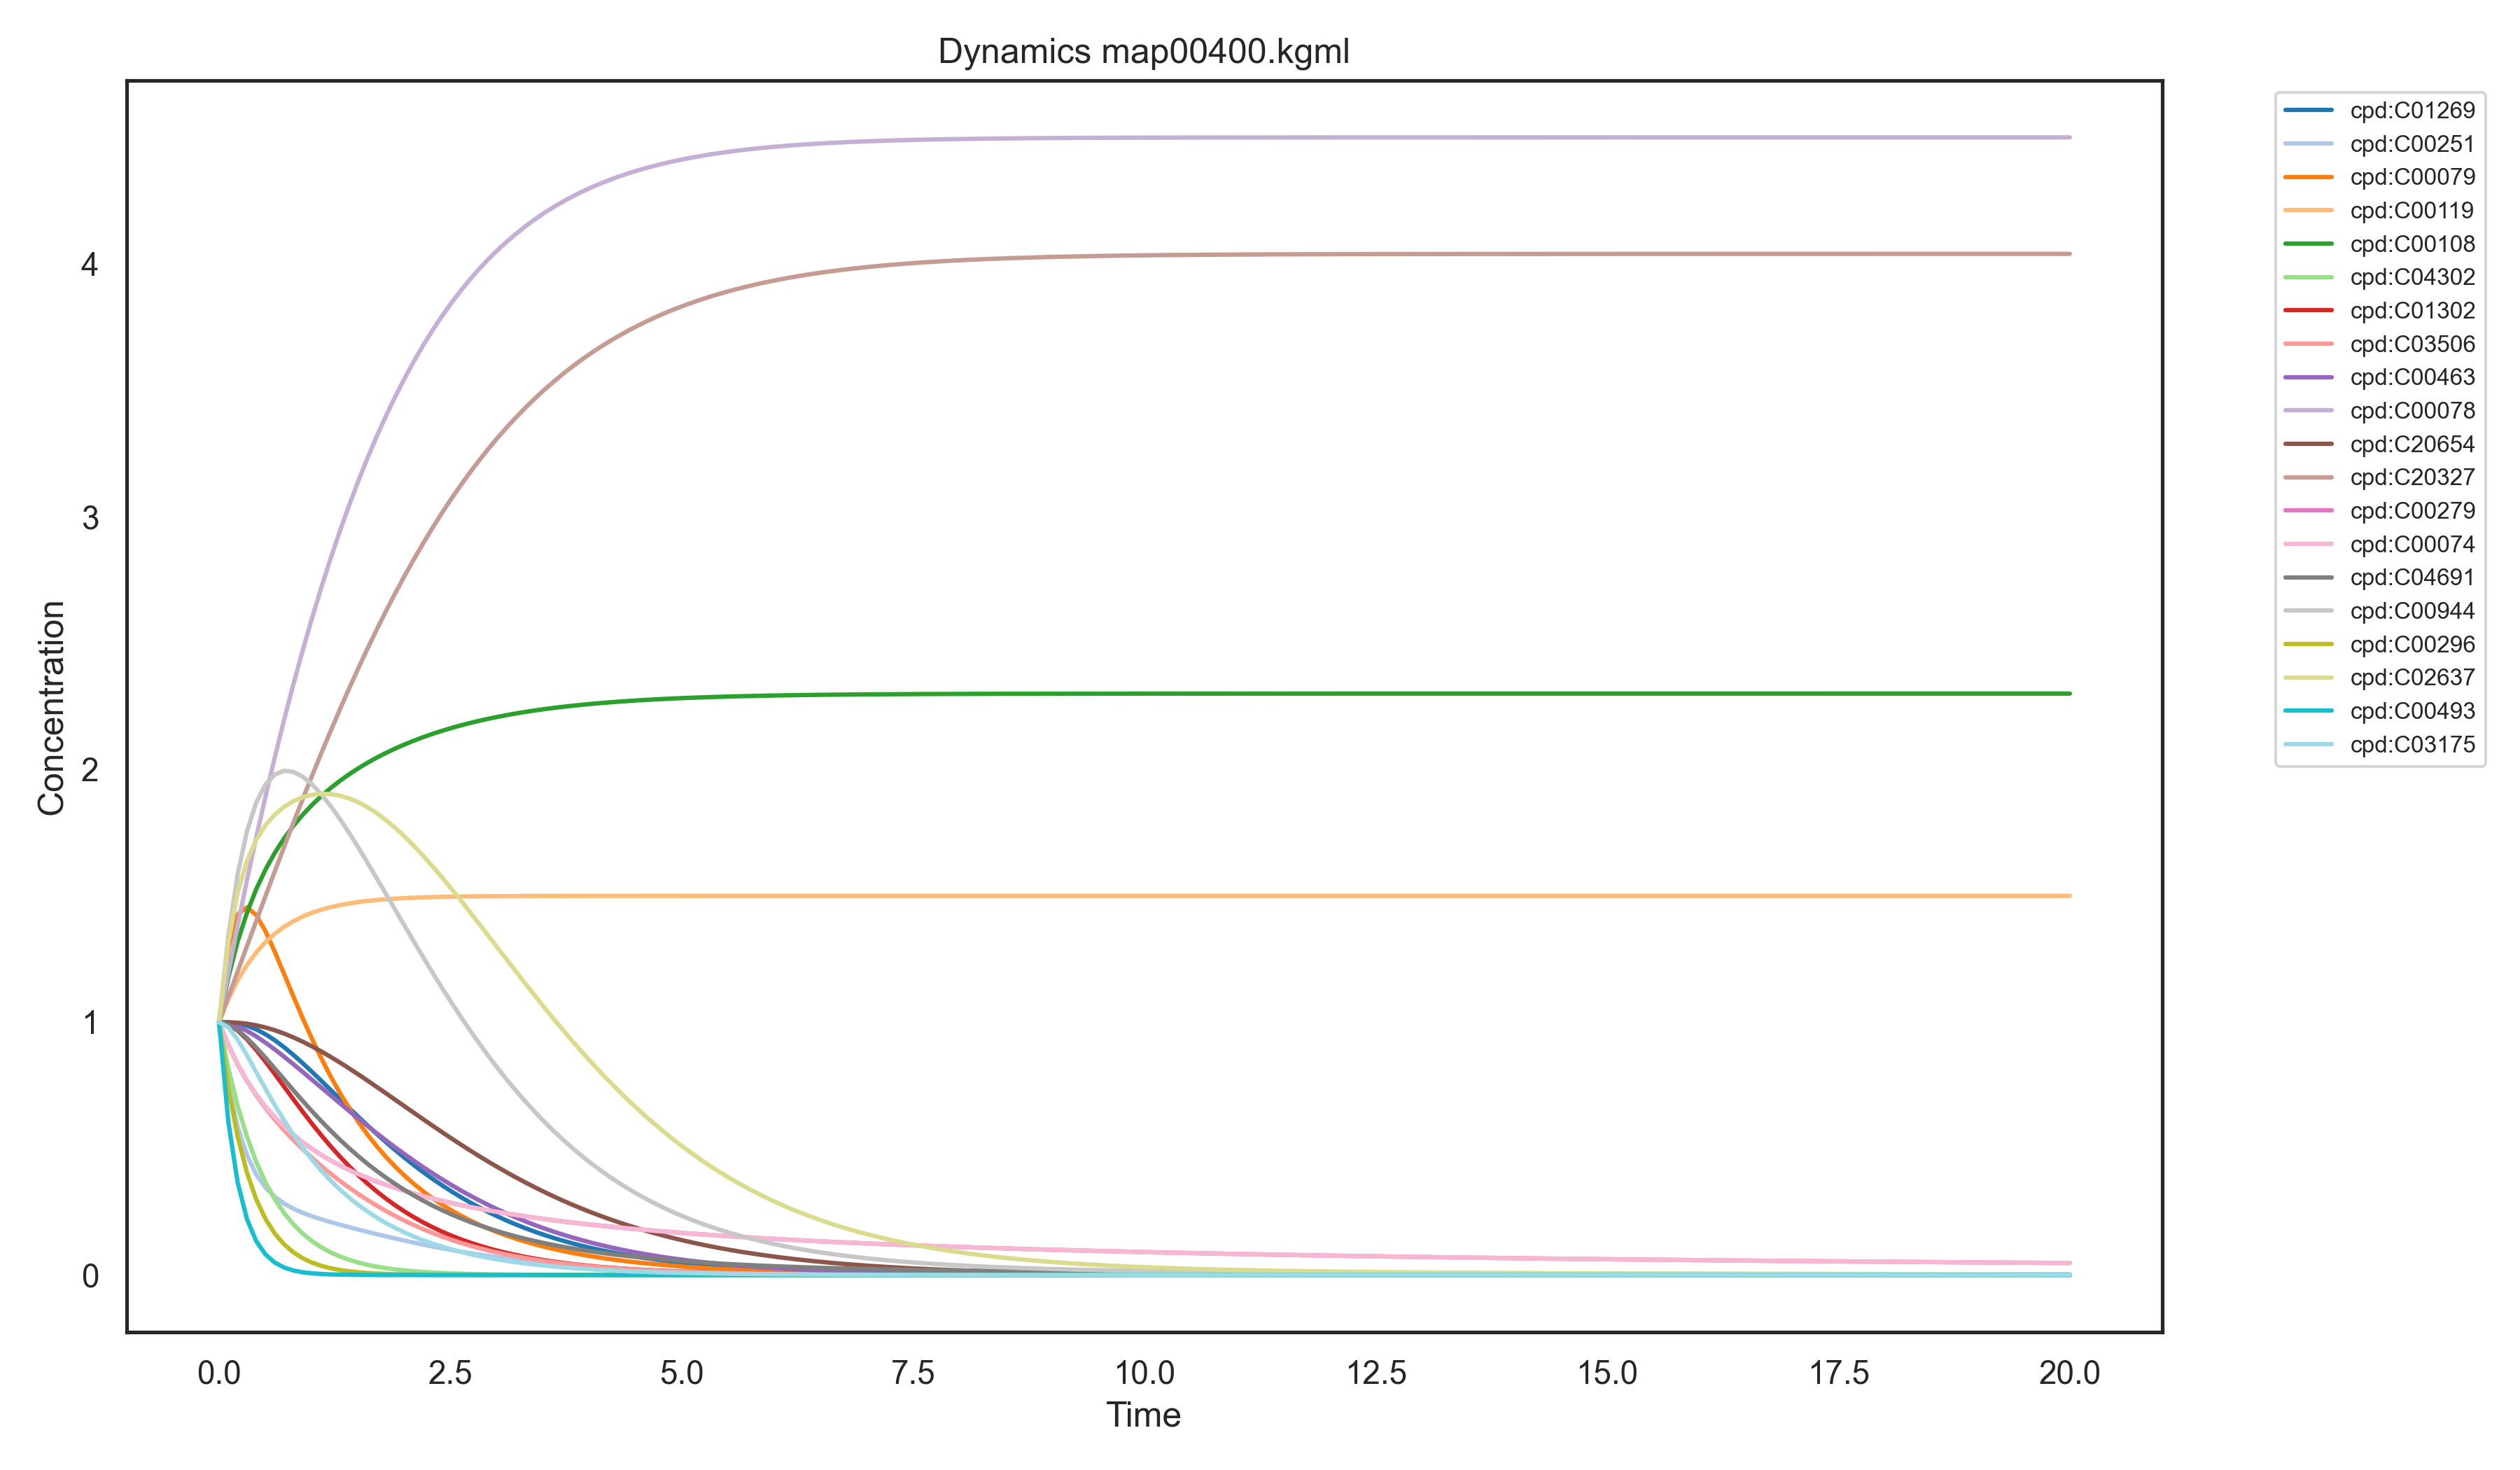 Dynamics map00400.kgml
Concentration
4
3
2
1
0
0.0 2.5 5.0 7.5 10.0 12.5 15.0 17.5 20.0
Time
cpd:C01269
cpd:C00251
cpd:C00079
cpd:C00119
cpd:C00108
cpd:C04302
cpd:C01302
cpd:C03506
cpd:C00463
cpd:C00078
cpd:C20654
cpd:C20327
cpd:C00279
cpd:C00074
cpd:C04691
cpd:C00944
cpd:C00296
cpd:C02637
cpd:C00493
cpd:C03175